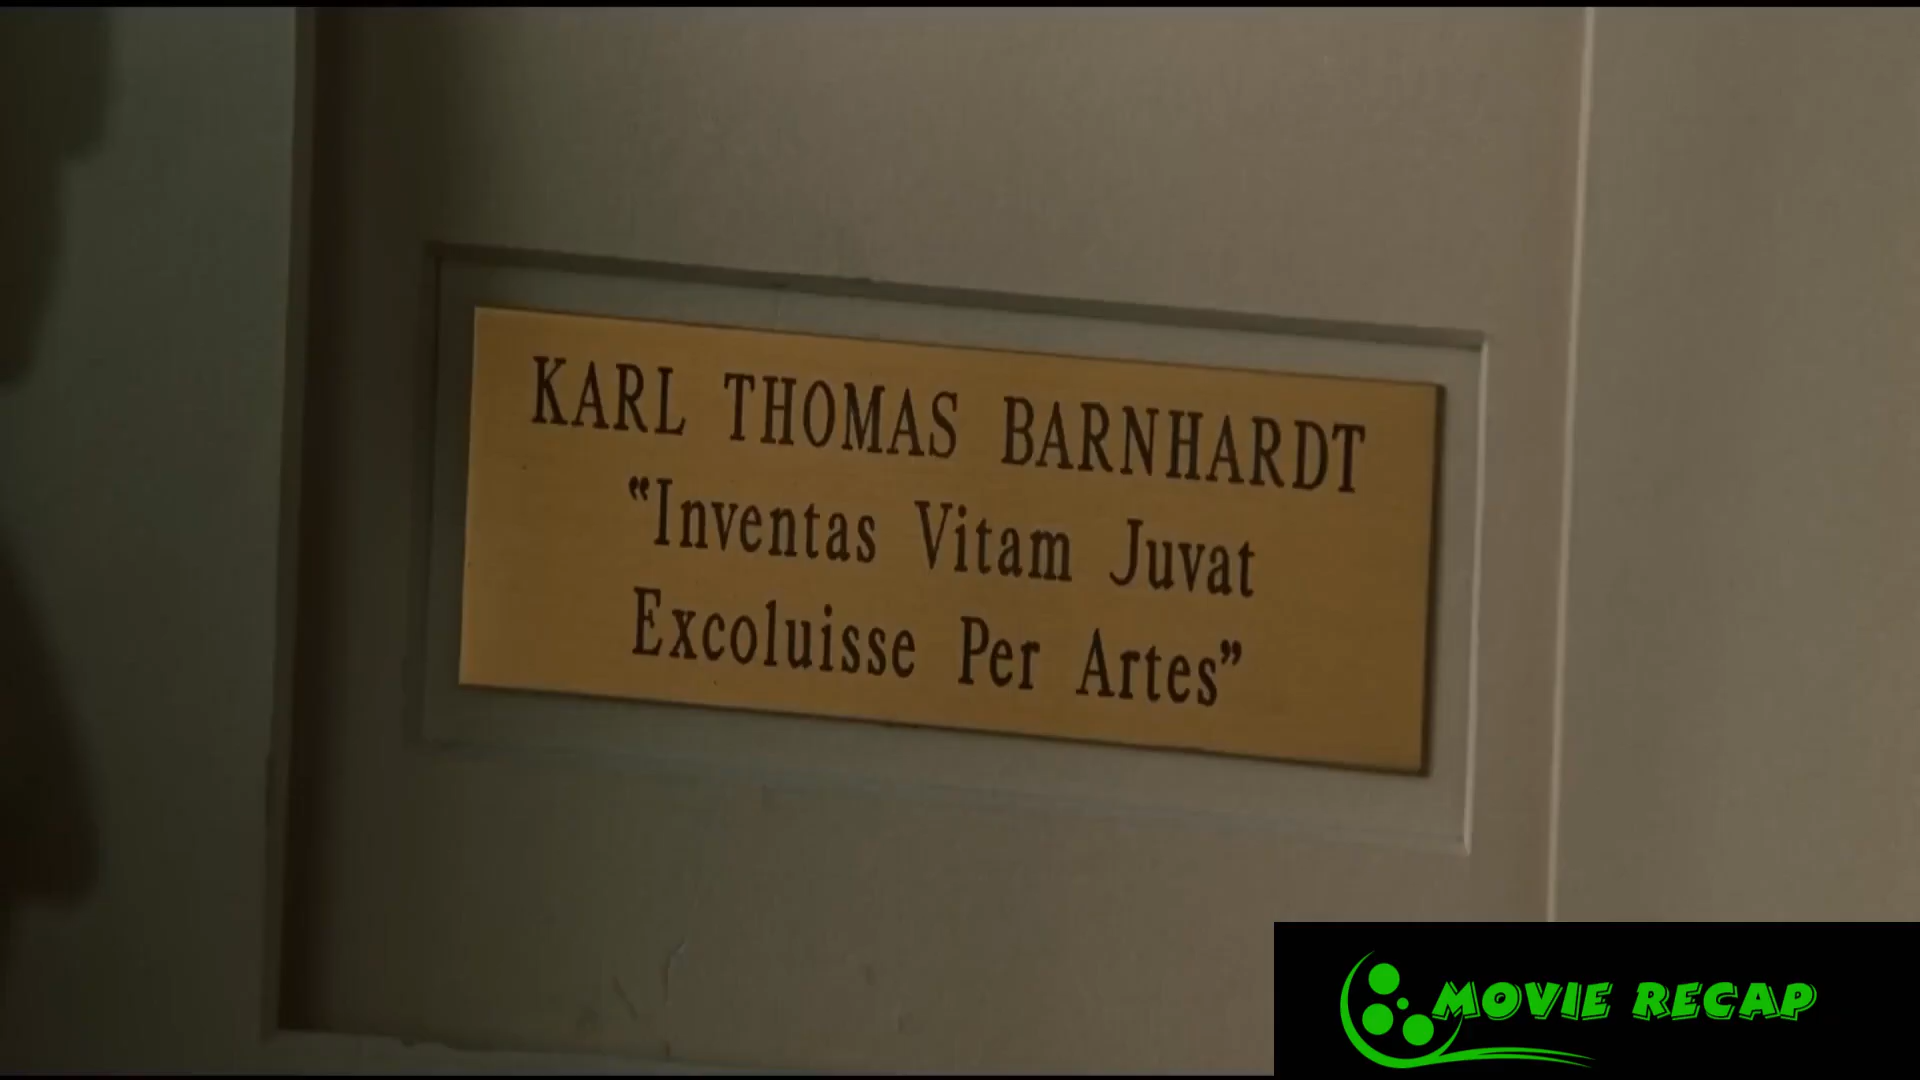 KARL THOMAS BARNHARDT
“Inventas Vitam Juvat
Excoluisse Per Artes”
MOVIE RECAP